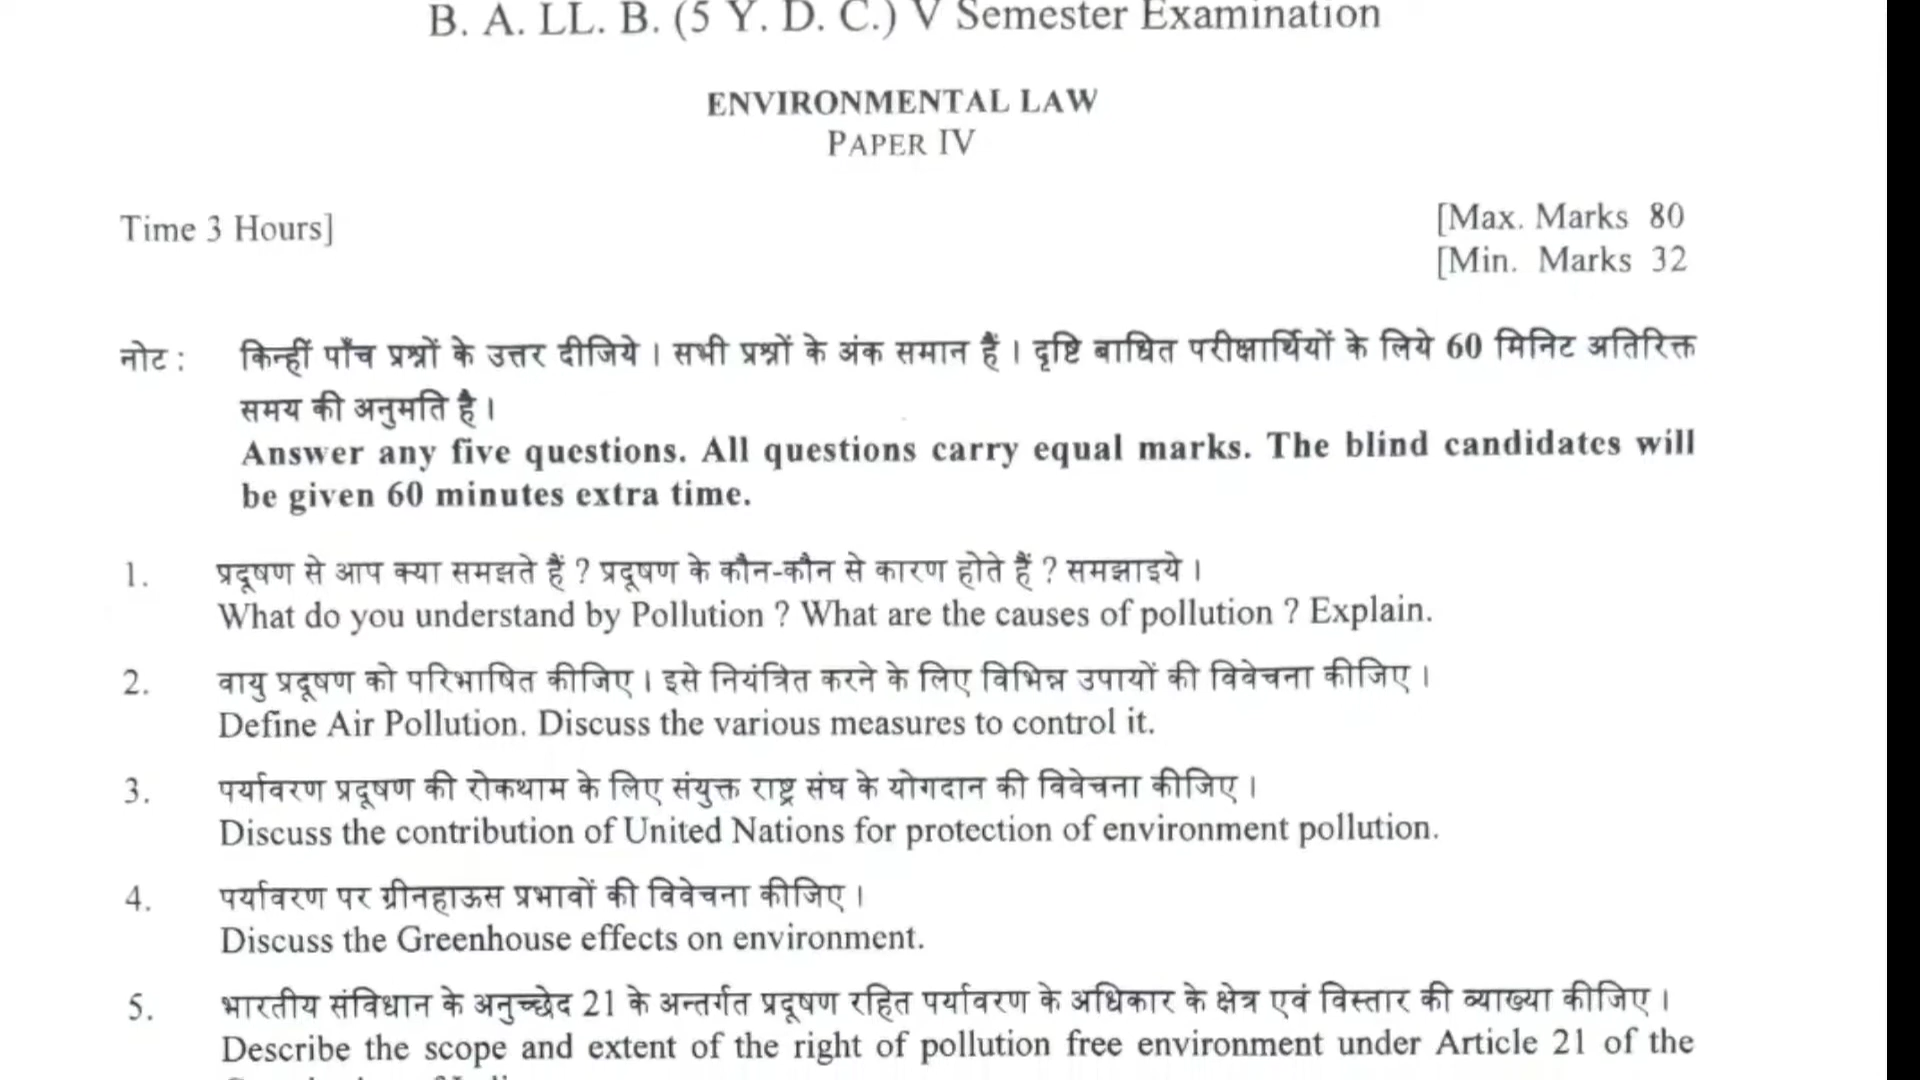 B. A. LL. B. (5 Y. D. C.) V Semester Examination
ENVIRONMENTAL LAW
PAPER IV
Time 3 Hours]
[Max. Marks 80
[Min. Marks 32
नोट : किन्हीं पाँच प्रश्नों के उत्तर दीजिये । सभी प्रश्नों के अंक समान हैं । दृष्टि बाधित परीक्षार्थियों के लिये 60 मिनिट अतिरिक्त
समय की अनुमति है ।
Answer any five questions. All questions carry equal marks. The blind candidates will
be given 60 minutes extra time.
1. प्रदूषण से आप क्या समझते हैं ? प्रदूषण के कौन-कौन से कारण होते हैं ? समझाइये ।
What do you understand by Pollution ? What are the causes of pollution ? Explain.
2. वायु प्रदूषण को परिभाषित कीजिए । इसे नियंत्रित करने के लिए विभिन्न उपायों की विवेचना कीजिए ।
Define Air Pollution. Discuss the various measures to control it.
3. पर्यावरण प्रदूषण की रोकथाम के लिए संयुक्त राष्ट्र संघ के योगदान की विवेचना कीजिए ।
Discuss the contribution of United Nations for protection of environment pollution.
4. पर्यावरण पर ग्रीनहाऊस प्रभावों की विवेचना कीजिए ।
Discuss the Greenhouse effects on environment.
5. भारतीय संविधान के अनुच्छेद 21 के अन्तर्गत प्रदूषण रहित पर्यावरण के अधिकार के क्षेत्र एवं विस्तार की व्याख्या कीजिए ।
Describe the scope and extent of the right of pollution free environment under Article 21 of the